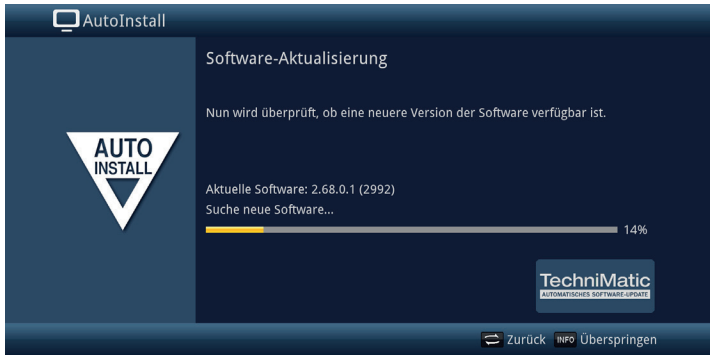 AutoInstall
Software-Aktualisierung
Nun wird überprüft, ob eine neuere Version der Software verfügbar ist.
AUTO
INSTALL
Aktuelle Software: 2.68.0.1 (2992)
Suche neue Software...
14%
TechniMatic
AUTOMATISCHES SOFTWARE-UPDATE
Zurück INFO Überspringen